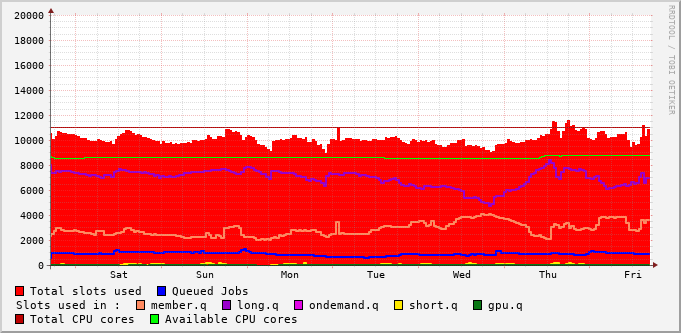 20000
18000
16000
14000
12000
10000
8000
6000
4000
2000
0
Sat Sun Mon Tue Wed Thu Fri
RRDTOOL / TOBI OETIKER
Total slots used Queued Jobs
Slots used in : member.q long.q ondemand.q short.q gpu.q
Total CPU cores Available CPU cores